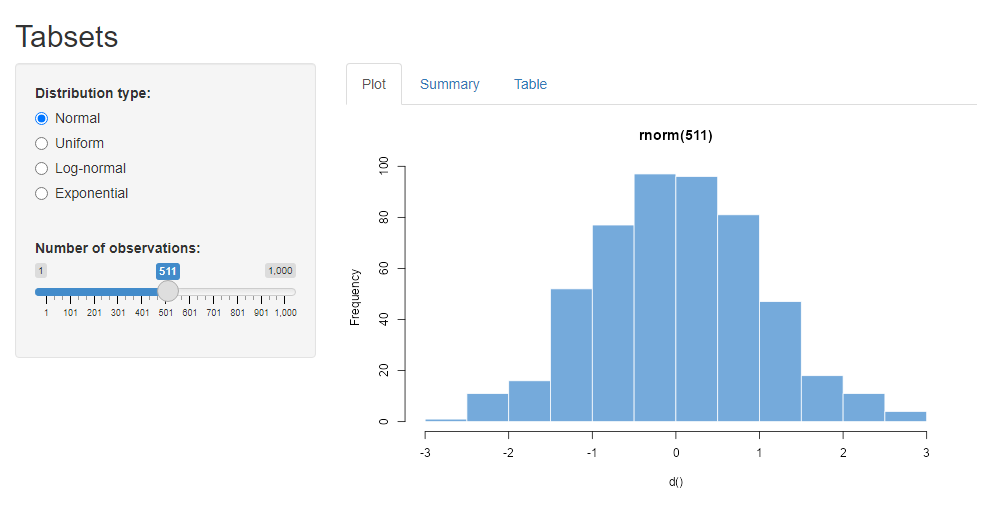 Tabsets
Distribution type:
Normal
Uniform
Log-normal
Exponential
Number of observations:
1 511 1,000
1 101 201 301 401 501 601 701 801 901 1,000
Plot Summary Table
rnorm(511)
Frequency
100
80
60
40
20
0
-3 -2 -1 0 1 2 3
d()